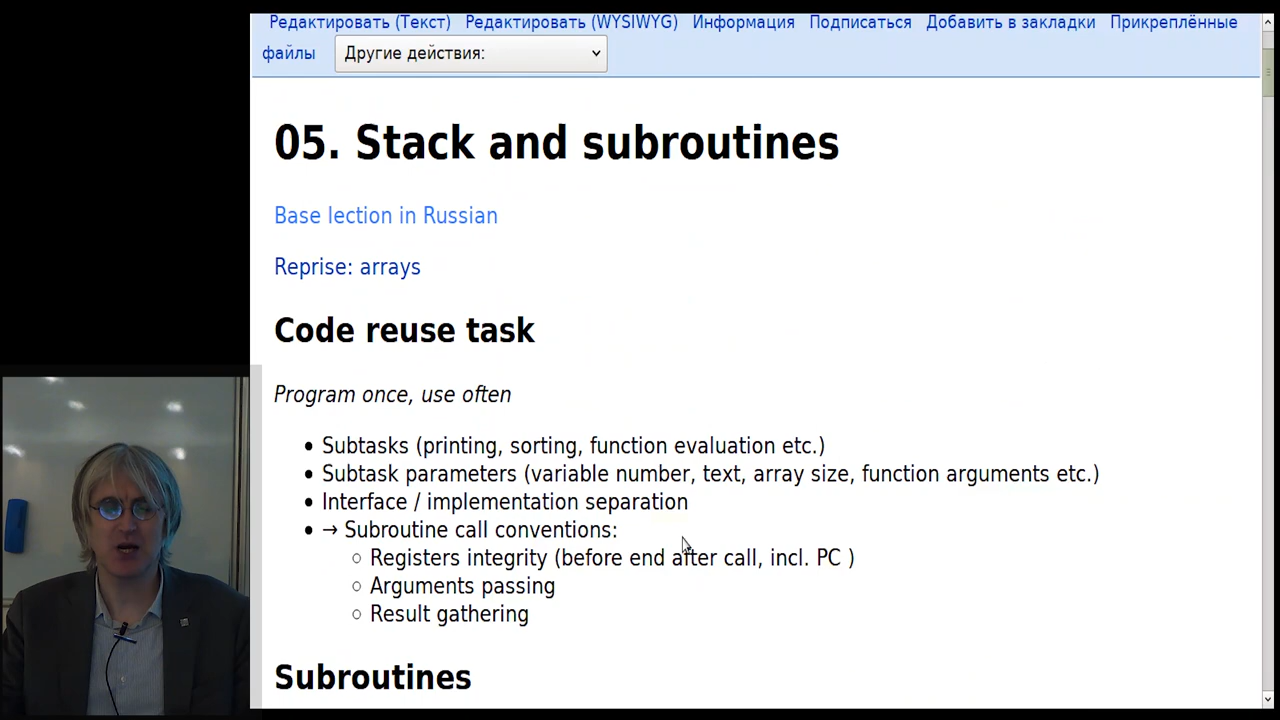 Редактировать (Текст) Редактировать (WYSIWYG) Информация Подписаться Добавить в закладки Прикреплённые
файлы Другие действия:
05. Stack and subroutines
Base lection in Russian
Reprise: arrays
Code reuse task
Program once, use often
• Subtasks (printing, sorting, function evaluation etc.)
• Subtask parameters (variable number, text, array size, function arguments etc.)
• Interface / implementation separation
• → Subroutine call conventions:
○ Registers integrity (before end after call, incl. PC )
○ Arguments passing
○ Result gathering
Subroutines